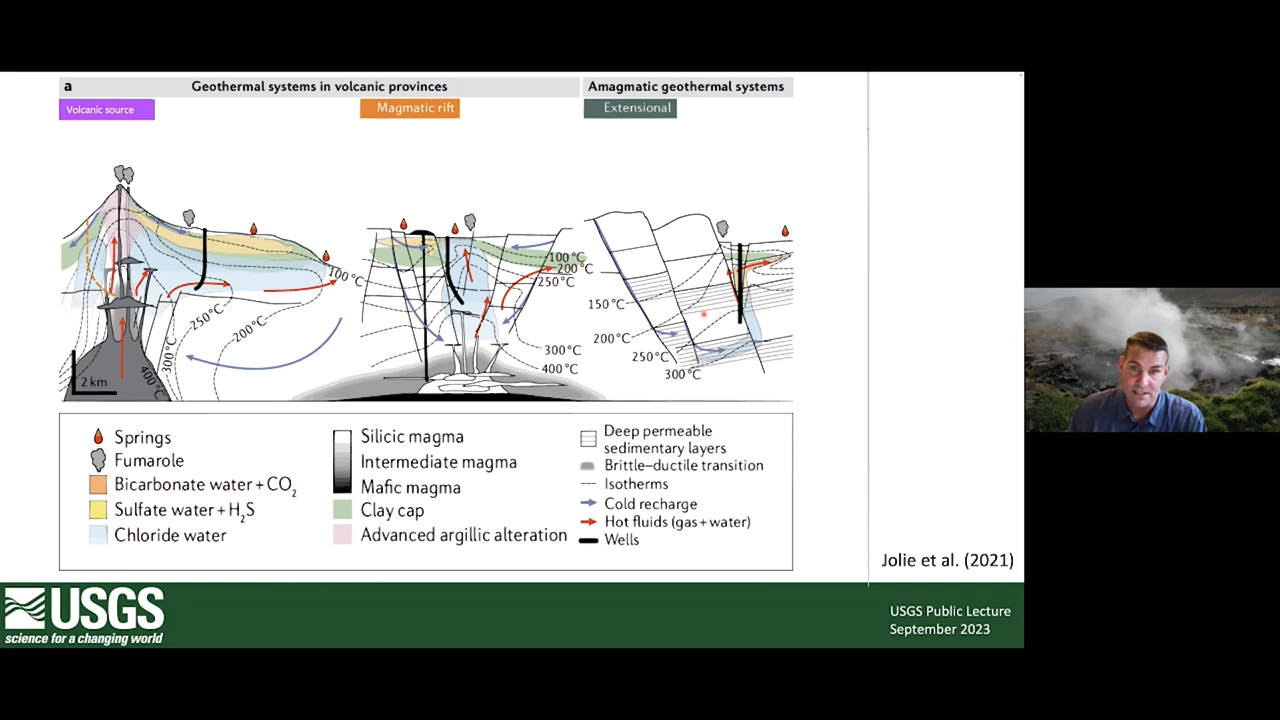 a Geothermal systems in volcanic provinces
Amagmatic geothermal systems
Volcanic source
Magmatic rift
Extensional
100°C
250°C
200°C
300°C
400°C
2 km
100°C
200°C
250°C
300°C
400°C
150°C
200°C
250°C
300°C
Springs
Fumarole
Bicarbonate water + CO2
Sulfate water + H2S
Chloride water
Silicic magma
Intermediate magma
Mafic magma
Clay cap
Advanced argillic alteration
Deep permeable
sedimentary layers
Brittle–ductile transition
Isotherms
Cold recharge
Hot fluids (gas + water)
Wells
Jolie et al. (2021)
USGS
science for a changing world
USGS Public Lecture
September 2023